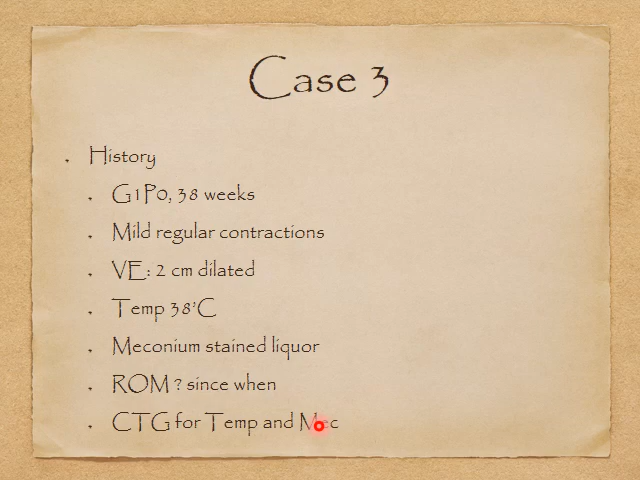 Case 3
History
G1P0, 38 weeks
Mild regular contractions
VE: 2 cm dilated
Temp 38'C
Meconium stained liquor
ROM ? since when
CTG for Temp and Mec